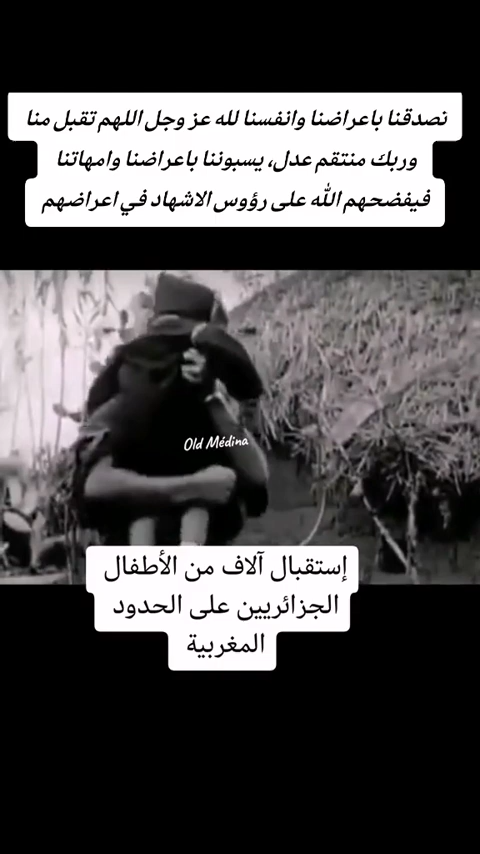 نصدقنا باعراضنا وانفسنا لله عز وجل اللهم تقبل منا
وربك منتقم عدل، يسبوننا باعراضنا وامهاتنا
فيفضحهم الله على رؤوس الاشهاد في اعراضهم
Old Médina
إستقبال آلاف من الأطفال
الجزائريين على الحدود
المغربية